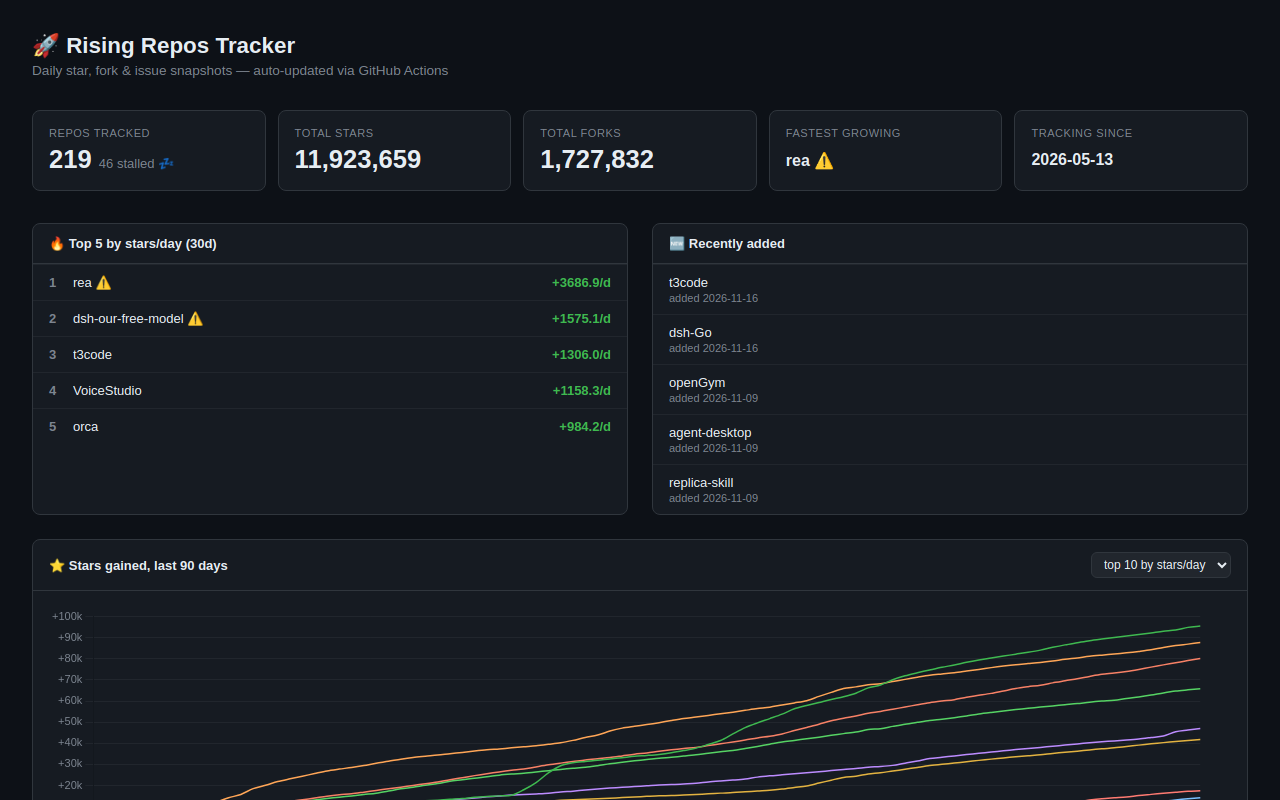 🚀 Rising Repos Tracker
Daily star, fork & issue snapshots — auto-updated via GitHub Actions
REPOS TRACKED
219 46 stalled 💤
TOTAL STARS
11,923,659
TOTAL FORKS
1,727,832
FASTEST GROWING
rea ⚠️
TRACKING SINCE
2026-05-13
🔥 Top 5 by stars/day (30d)
1 rea ⚠️ +3686.9/d
2 dsh-our-free-model ⚠️ +1575.1/d
3 t3code +1306.0/d
4 VoiceStudio +1158.3/d
5 orca +984.2/d
🆕 Recently added
t3code
added 2026-11-16
dsh-Go
added 2026-11-16
openGym
added 2026-11-09
agent-desktop
added 2026-11-09
replica-skill
added 2026-11-09
⭐ Stars gained, last 90 days
top 10 by stars/day
+100k
+90k
+80k
+70k
+60k
+50k
+40k
+30k
+20k